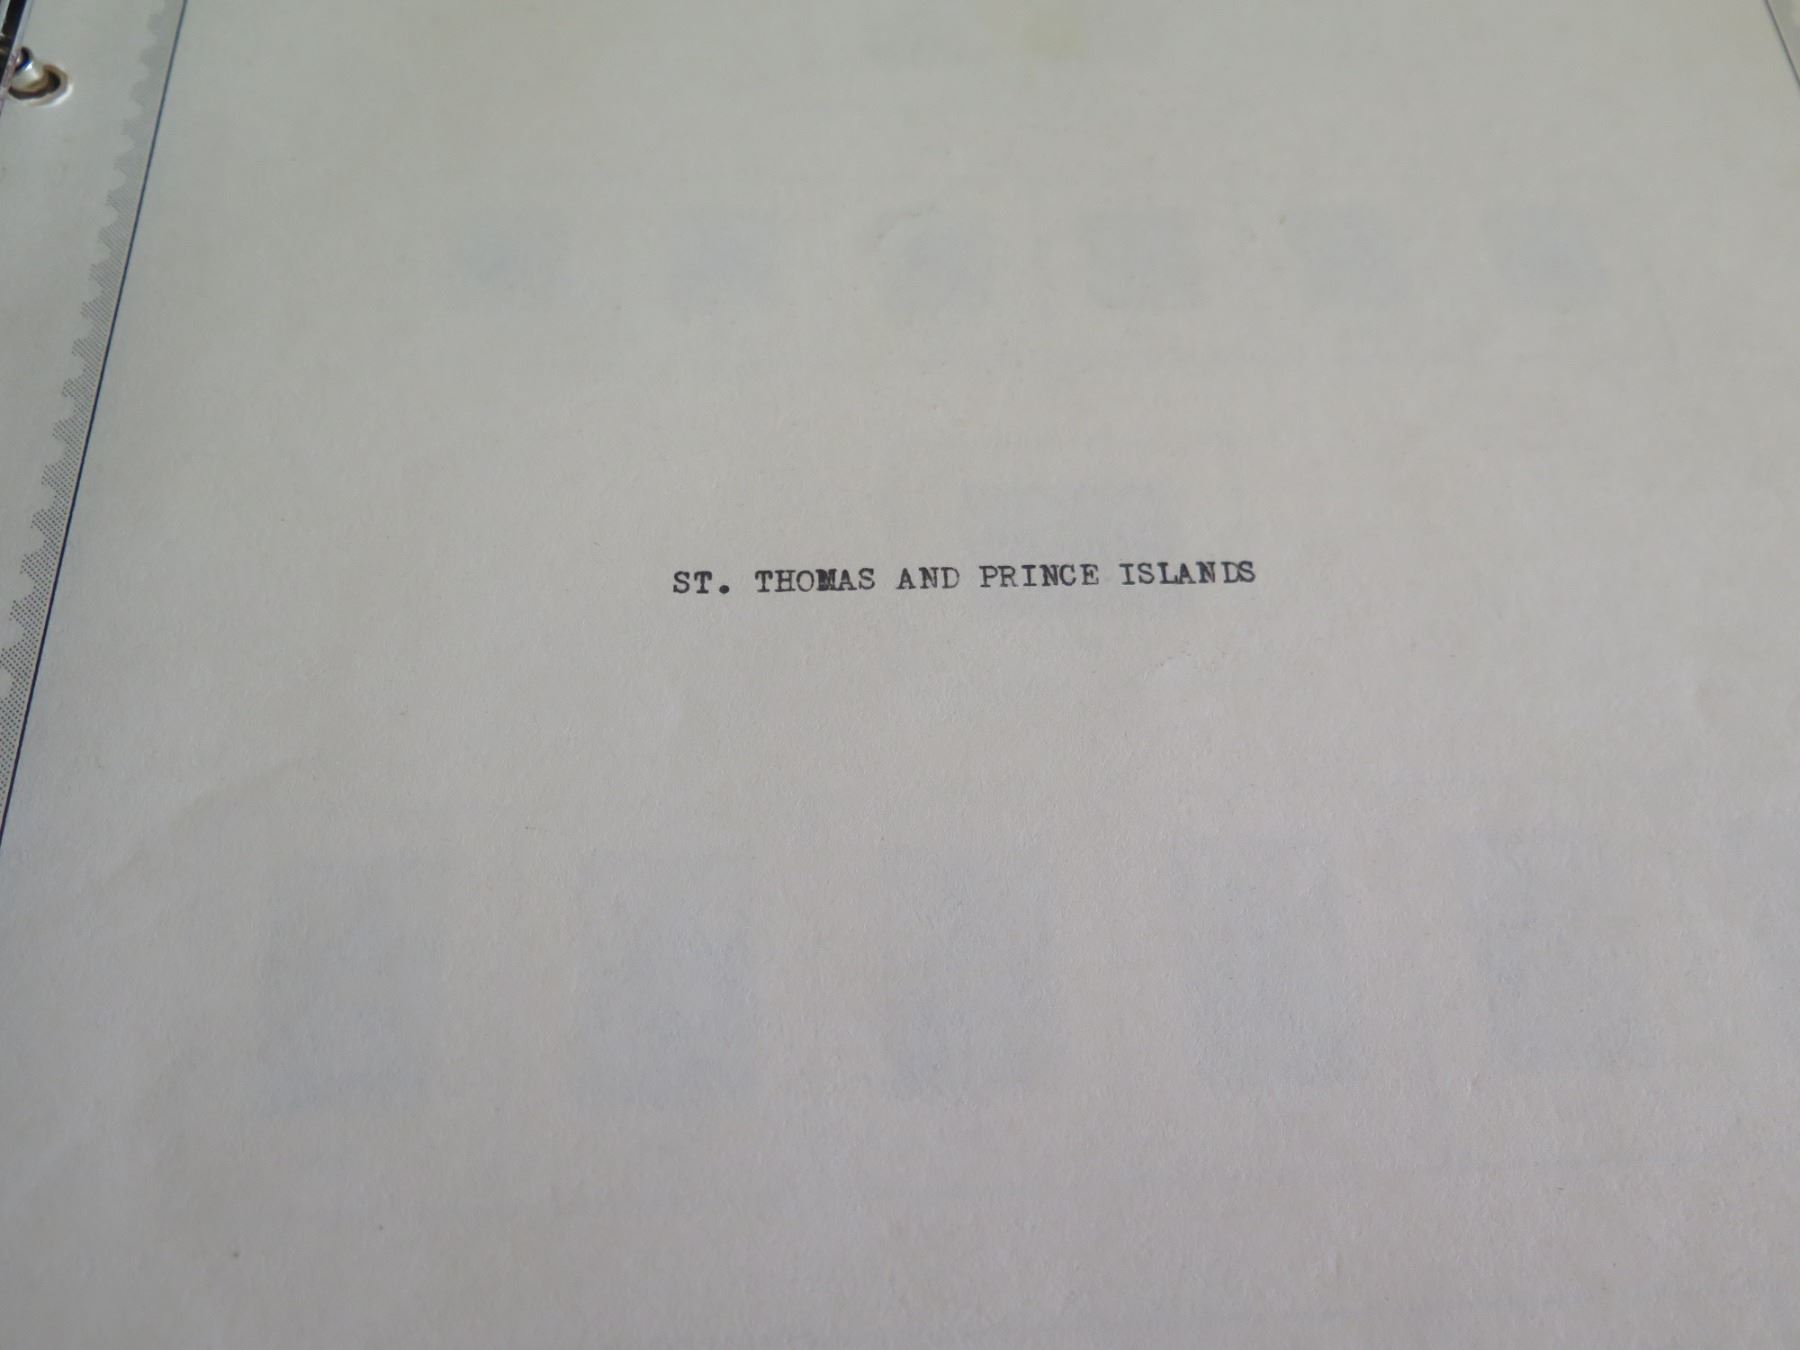 ST. THOMAS AND PRINCE ISLANDS